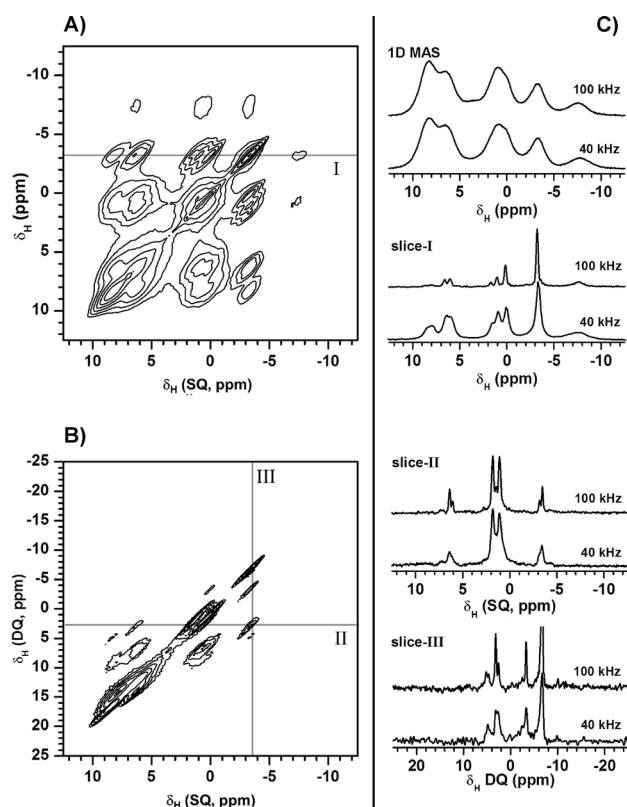 A)
-10
-5
0
5
10
δH (ppm)
I
10 5 0 -5 -10
δH (SQ, ppm)
B)
-25
-20
-15
-10
-5
0
5
10
15
20
25
δH (DQ, ppm)
III
II
10 5 0 -5 -10
δH (SQ, ppm)
C)
1D MAS
100 kHz
40 kHz
10 5 0 -5 -10
δH (ppm)
slice-I
100 kHz
40 kHz
10 5 0 -5 -10
δH (ppm)
slice-II
100 kHz
40 kHz
10 5 0 -5 -10
δH (SQ, ppm)
slice-III
100 kHz
40 kHz
20 10 0 -10 -20
δH DQ (ppm)